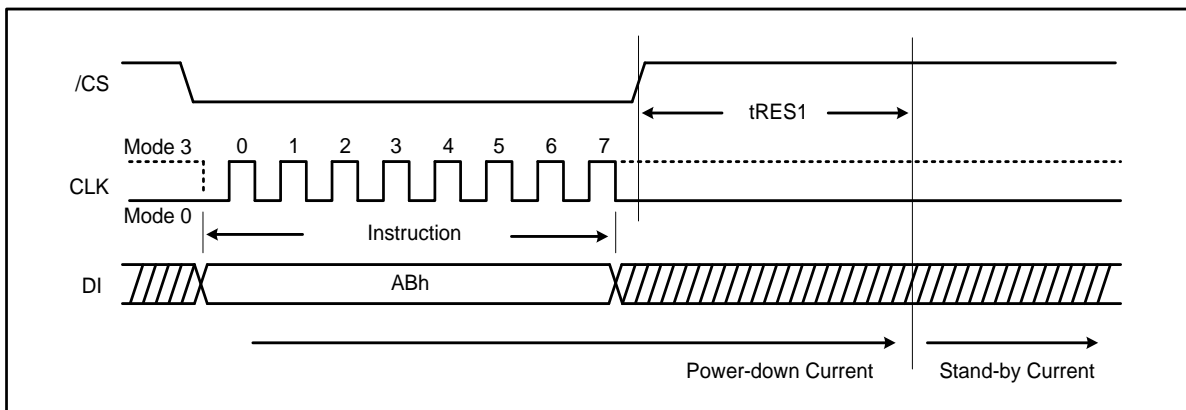 /CS
tRES1
Mode 3
0 1 2 3 4 5 6 7
CLK
Mode 0
Instruction
DI
ABh
Power-down Current
Stand-by Current